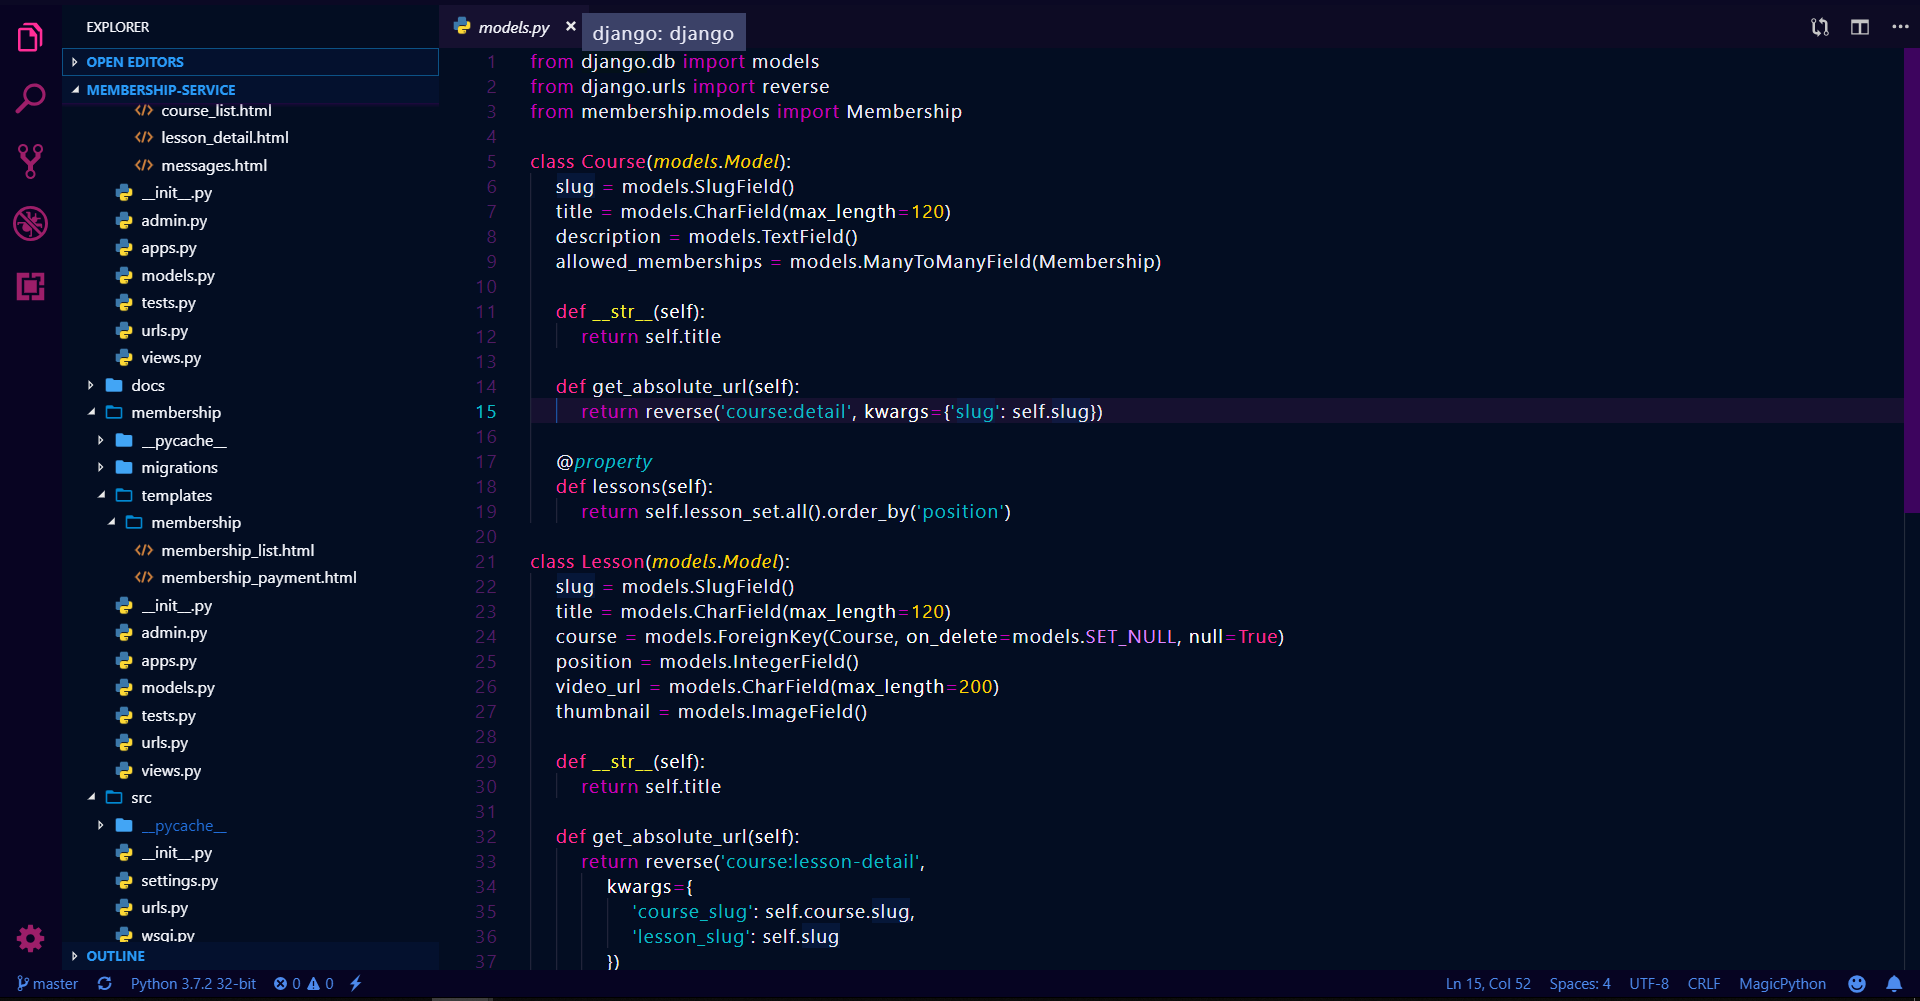 EXPLORER
OPEN EDITORS
MEMBERSHIP-SERVICE
course_list.html
lesson_detail.html
messages.html
__init__.py
admin.py
apps.py
models.py
tests.py
urls.py
views.py
docs
membership
__pycache__
migrations
templates
membership
membership_list.html
membership_payment.html
__init__.py
admin.py
apps.py
models.py
tests.py
urls.py
views.py
src
__pycache__
__init__.py
settings.py
urls.py
wsgi.py
OUTLINE
models.py ×
django: django
1 from django.db import models
2 from django.urls import reverse
3 from membership.models import Membership
4
5 class Course(models.Model):
6     slug = models.SlugField()
7     title = models.CharField(max_length=120)
8     description = models.TextField()
9     allowed_memberships = models.ManyToManyField(Membership)
10
11     def __str__(self):
12         return self.title
13
14     def get_absolute_url(self):
15         return reverse('course:detail', kwargs={'slug': self.slug})
16
17     @property
18     def lessons(self):
19         return self.lesson_set.all().order_by('position')
20
21 class Lesson(models.Model):
22     slug = models.SlugField()
23     title = models.CharField(max_length=120)
24     course = models.ForeignKey(Course, on_delete=models.SET_NULL, null=True)
25     position = models.IntegerField()
26     video_url = models.CharField(max_length=200)
27     thumbnail = models.ImageField()
28
29     def __str__(self):
30         return self.title
31
32     def get_absolute_url(self):
33         return reverse('course:lesson-detail',
34             kwargs={
35                 'course_slug': self.course.slug,
36                 'lesson_slug': self.slug
37             })
master Python 3.7.2 32-bit 0 0 Ln 15, Col 52 Spaces: 4 UTF-8 CRLF MagicPython